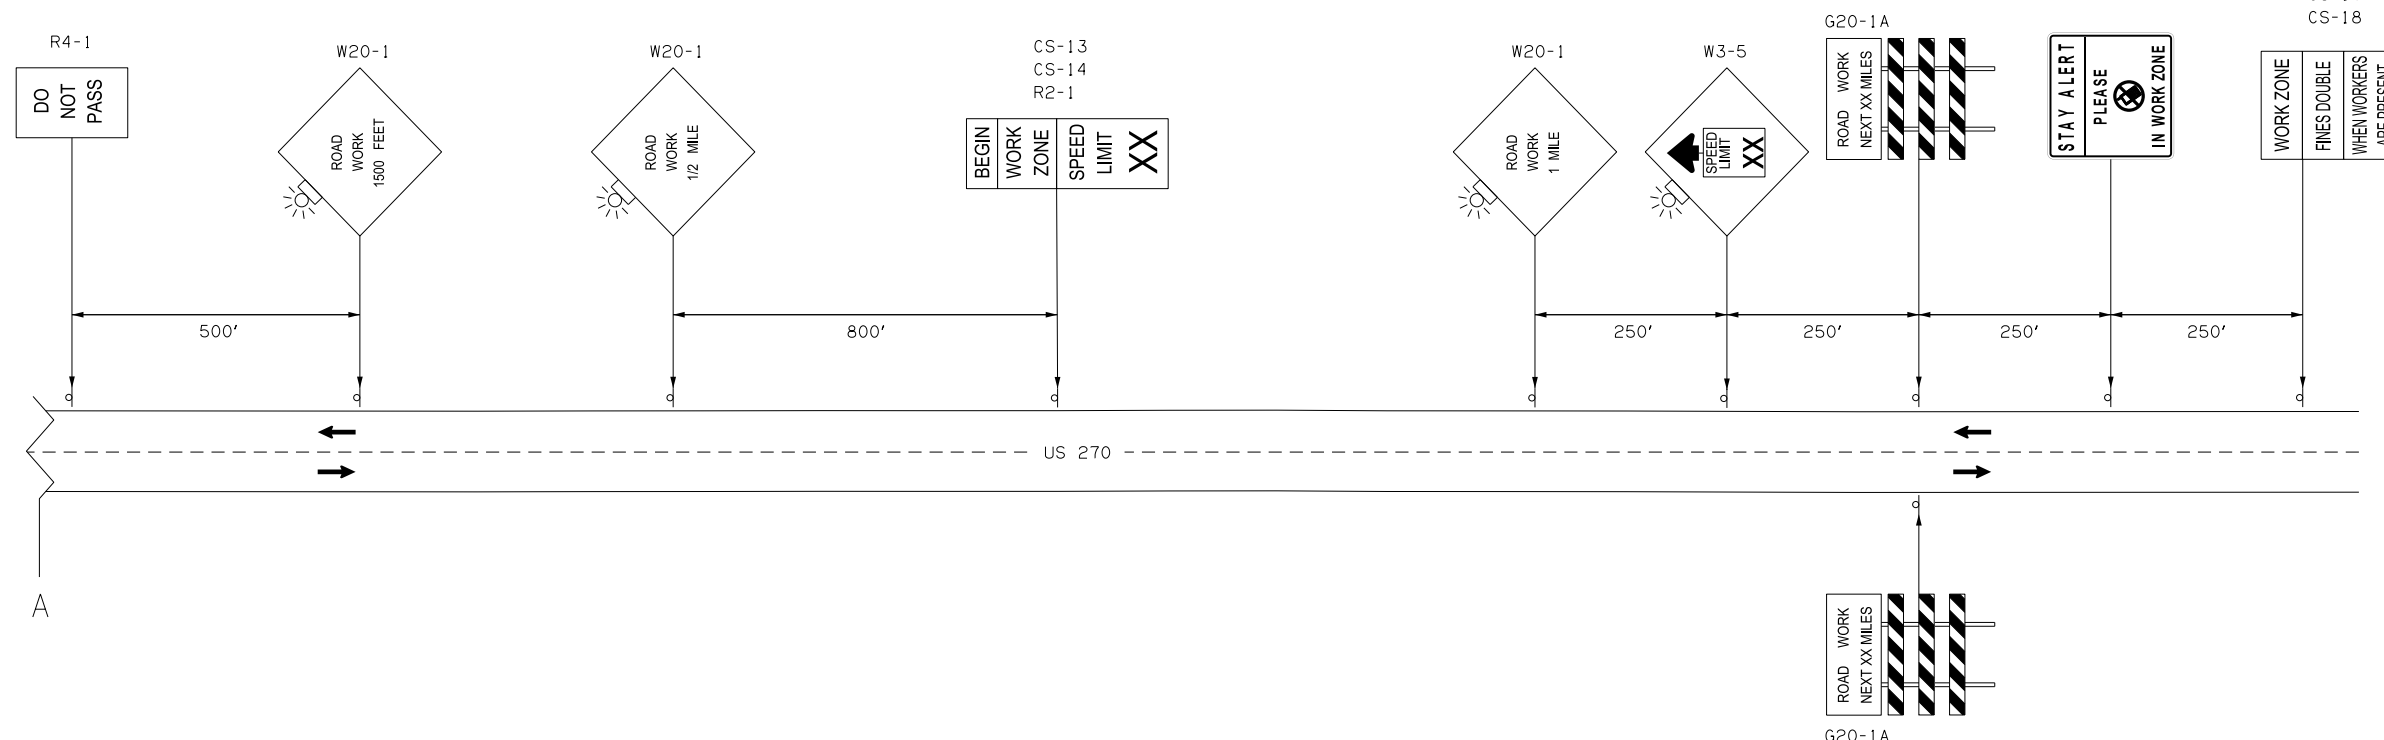 R4-1
DO
NOT
PASS
W20-1
ROAD
WORK
1500 FEET
W20-1
ROAD
WORK
1/2 MILE
CS-13
CS-14
R2-1
BEGIN
WORK
ZONE
SPEED
LIMIT
XX
W20-1
ROAD
WORK
1 MILE
W3-5
SPEED
LIMIT
XX
G20-1A
ROAD WORK
NEXT XX MILES
STAY ALERT
PLEASE
IN WORK ZONE
CS-18
WORK ZONE
FINES DOUBLE
WHEN WORKERS
ARE PRESENT
500'
800'
250'
250'
250'
250'
US 270
A
ROAD WORK
NEXT XX MILES
G20-1A